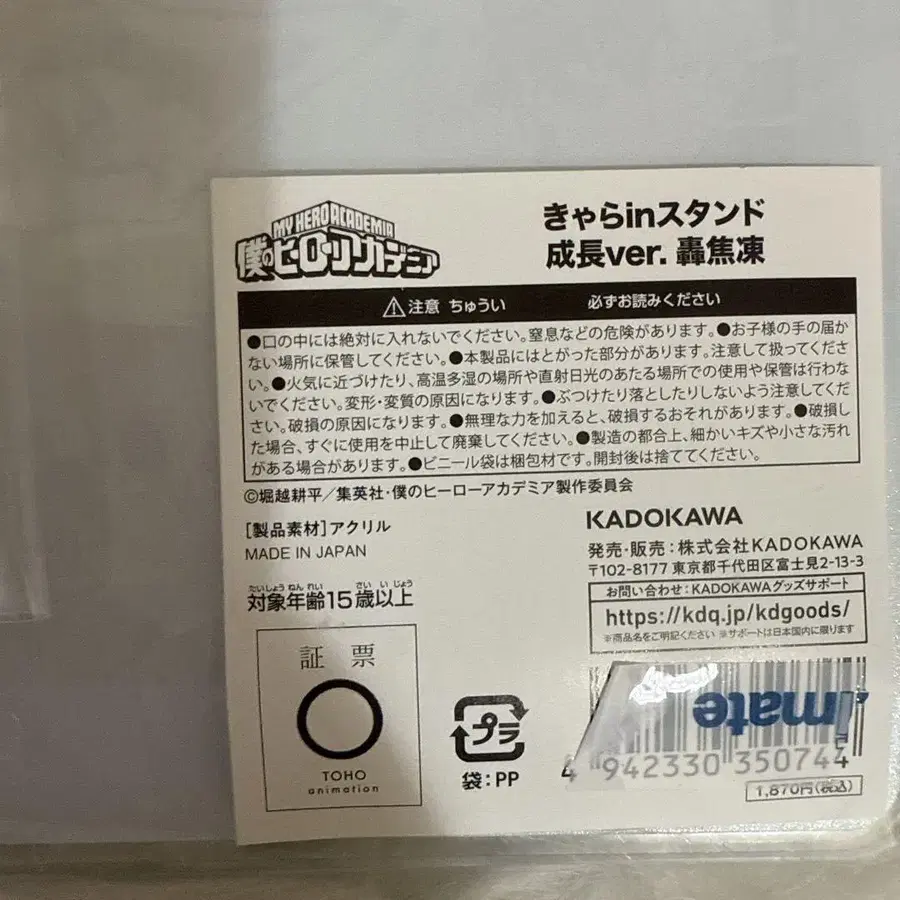 MY HERO ACADEMIA
僕のヒーローアカデミア
きゃらinスタンド
成長ver. 轟焦凍
注意 ちゅうい 必ずお読みください
●口の中には絶対に入れないでください。窒息などの危険があります。●お子様の手の届か
ない場所に保管してください。●本製品にはとがった部分があります。注意して扱ってくださ
い。●火気に近づけたり、高温多湿の場所や直射日光のあたる場所での使用や保管は行わな
いでください。変形・変質の原因になります。●ぶつけたり落としたりしないよう注意してくだ
さい。破損の原因になります。●無理な力を加えると、破損するおそれがあります。●破損し
た場合、すぐに使用を中止して廃棄してください。●製造の都合上、細かいキズや小さな汚れ
がある場合があります。●ビニール袋は梱包材です。開封後は捨ててください。
©堀越耕平/集英社・僕のヒーローアカデミア製作委員会
[製品素材]アクリル
MADE IN JAPAN
たいしょうねんれい さいいじょう
対象年齢15歳以上
証票
TOHO
animation
プラ
袋:PP
KADOKAWA
発売・販売:株式会社KADOKAWA
〒102-8177 東京都千代田区富士見2-13-3
お問い合わせ:KADOKAWAグッズサポート
https://kdq.jp/kdgoods/
※商品名をご明記ください ※サポートは日本国内に限ります
mate
4 942330 350744
1,870円(税込)